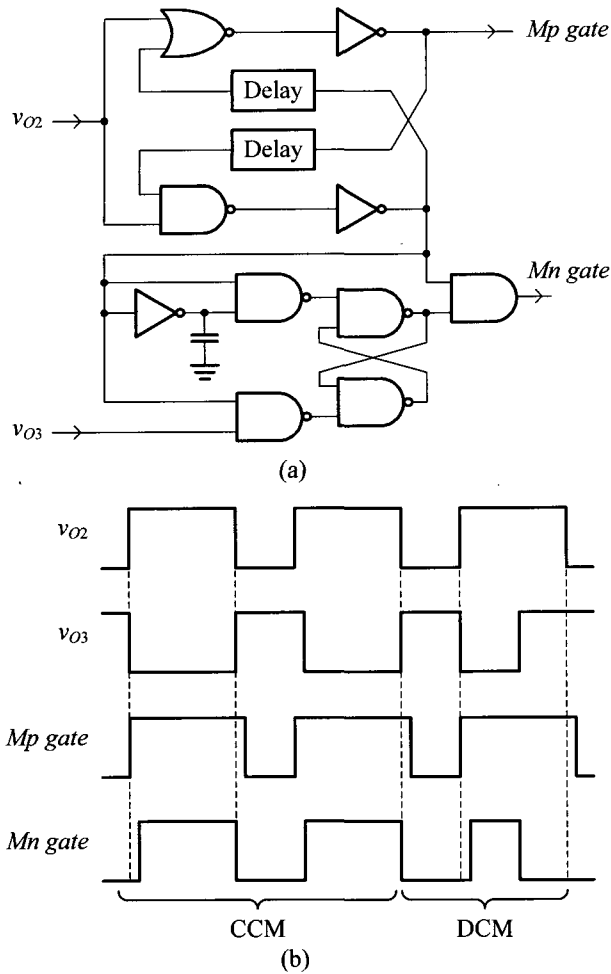 Mp gate
Delay
vO2
Delay
Mn gate
vO3
(a)
vO2
vO3
Mp gate
Mn gate
CCM
DCM
(b)